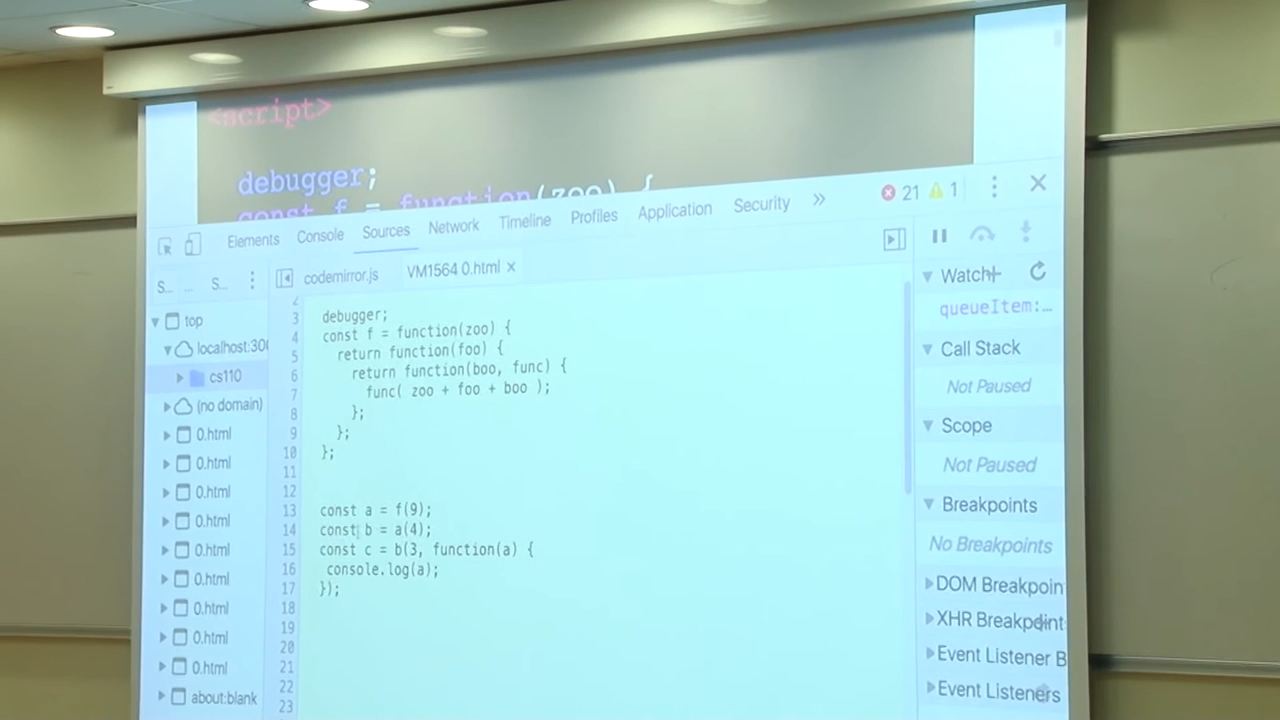 <script>
debugger;
const f = function(zoo) {
Elements Console Sources Network Timeline Profiles Application Security » 21 1
S... ... S...
codemirror.js VM1564 0.html ×
top
localhost:300
cs110
(no domain)
0.html
0.html
0.html
0.html
0.html
0.html
0.html
0.html
0.html
about:blank
2
3 debugger;
4 const f = function(zoo) {
5 return function(foo) {
6 return function(boo, func) {
7 func( zoo + foo + boo );
8 };
9 };
10 };
11
12
13 const a = f(9);
14 const b = a(4);
15 const c = b(3, function(a) {
16 console.log(a);
17 });
18
19
20
21
22
23
Watch
queueItem:...
Call Stack
Not Paused
Scope
Not Paused
Breakpoints
No Breakpoints
DOM Breakpoin
XHR Breakpoint
Event Listener B
Event Listeners